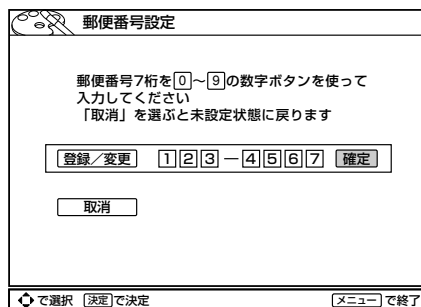 郵便番号設定
郵便番号7桁を0～9の数字ボタンを使って
入力してください
「取消」を選ぶと未設定状態に戻ります
登録／変更 123－4567 確定
取消
で選択 決定で決定 メニューで終了